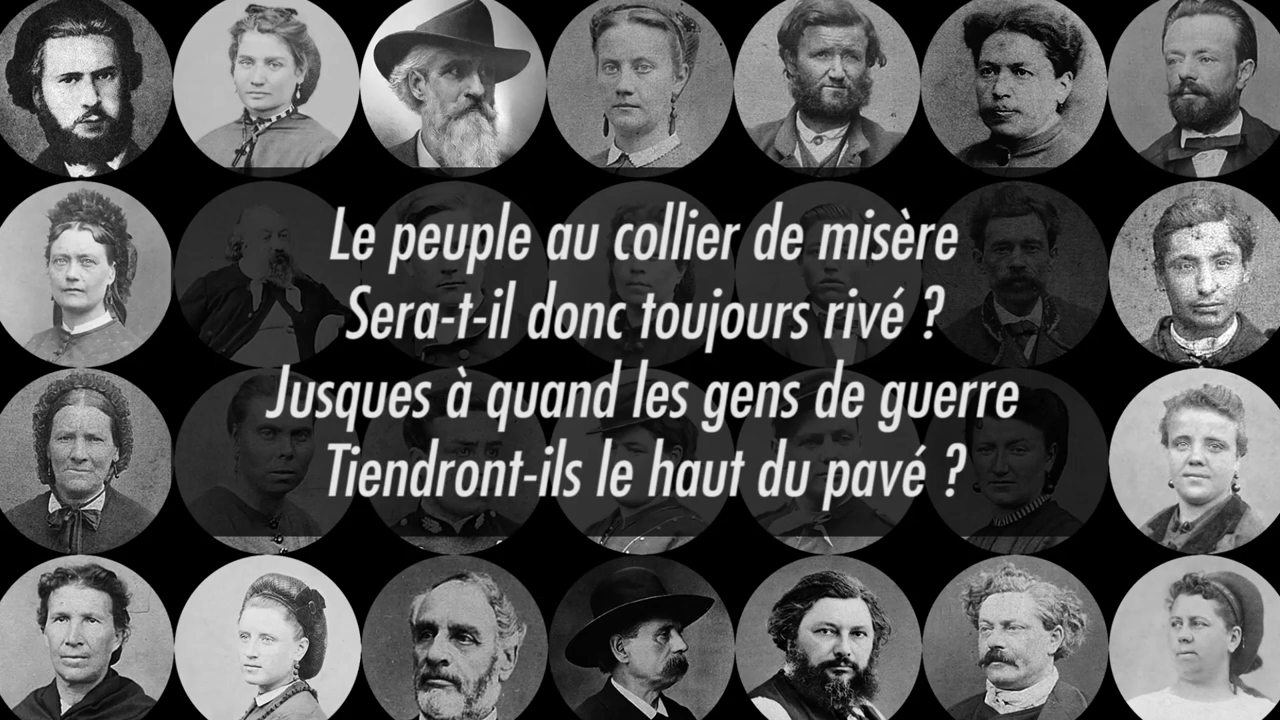 Le peuple au collier de misère
Sera-t-il donc toujours rivé ?
Jusques à quand les gens de guerre
Tiendront-ils le haut du pavé ?